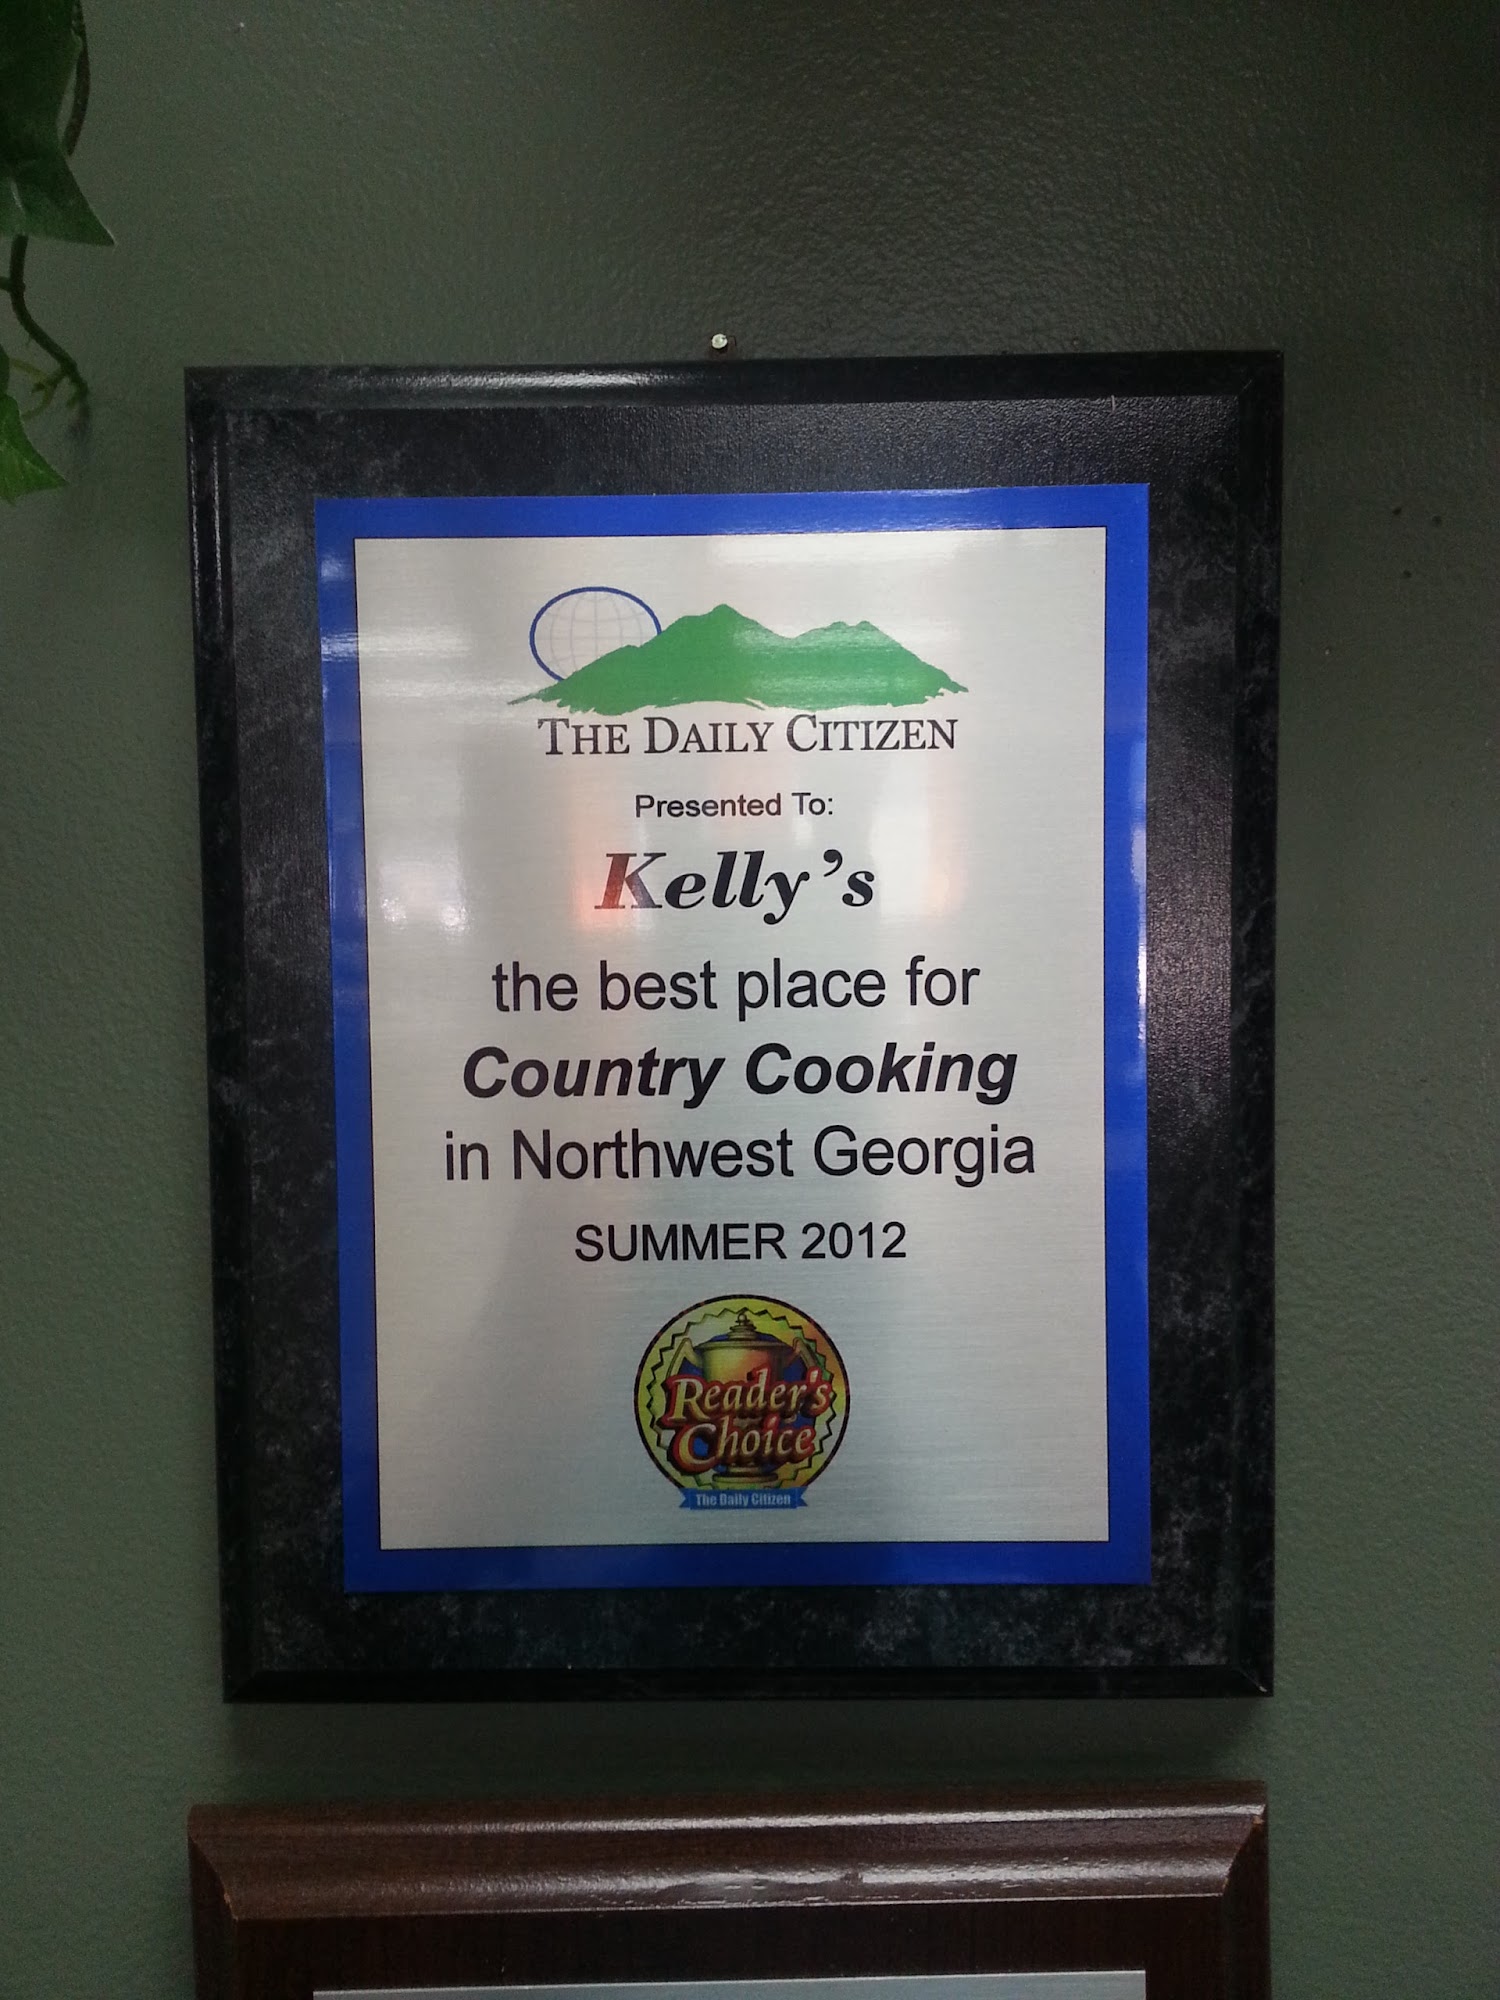 THE DAILY CITIZEN
Presented To:
Kelly's
the best place for
Country Cooking
in Northwest Georgia
SUMMER 2012
Reader's
Choice
The Daily Citizen